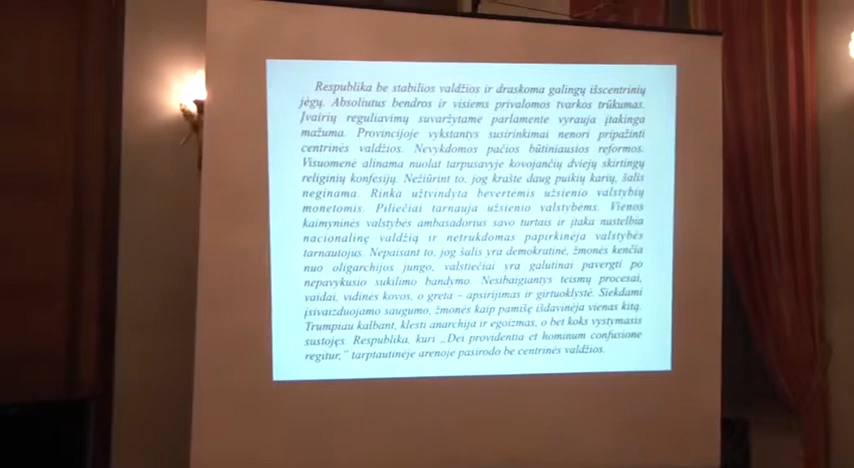 Respublika be stabilios valdžios ir draskoma galingų išscentrinių
jėgų. Absoliutus bendros ir visiems privalomos tvarkos trūkumas.
Įvairių reguliavimų suvaržytame parlamente vyrauja įtakinga
mažuma. Provincijoje vykstantys susirinkimai nenori pripažinti
centrinės valdžios. Nevykdomos pačios būtiniausios reformos.
Visuomenė alinama nuolat tarpusavyje kovojančių dviejų skirtingų
religinių konfesijų. Nežiūrint to, jog krašte daug puikių karių, šalis
neginama. Rinka užtvindyta bevertėmis užsienio valstybių
monetomis. Piliečiai tarnauja užsienio valstybėms. Vienos
kaimyninės valstybės ambasadorius savo turtais ir įtaka nustelbia
nacionalinę valdžią ir netrukdomas papirkinėja valstybės
tarnautojus. Nepaisant to, jog šalis yra demokratinė, žmonės kenčia
nuo oligarchijos jungo, valstiečiai yra galutinai pavergti po
nepavykusio sukilimo bandymo. Nesibaigiantys teismų procesai,
vaidai, vidinės kovos, o greta – apsirijimas ir girtuoklystė. Siekdami
įsivaizduojamo saugumo, žmonės kaip pamišę išdavinėja vienas kitą.
Trumpiau kalbant, klesti anarchija ir egoizmas, o bet koks vystymasis
sustojęs. Respublika, kuri „Dei providentia et hominum confusione
regitur,” tarptautinėje arenoje pasirodo be centrinės valdžios.